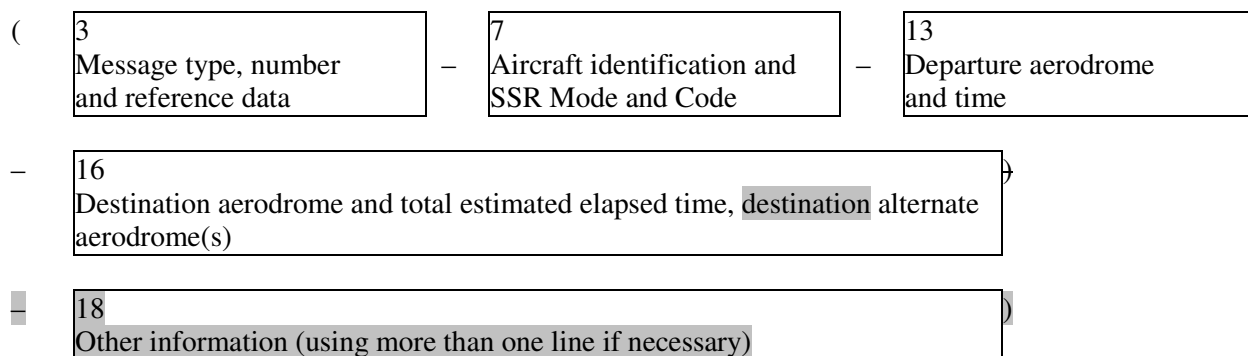 ( 3 7 13
Message type, number – Aircraft identification and – Departure aerodrome
and reference data SSR Mode and Code and time
– 16 )
Destination aerodrome and total estimated elapsed time, destination alternate
aerodrome(s)
– 18 )
Other information (using more than one line if necessary)